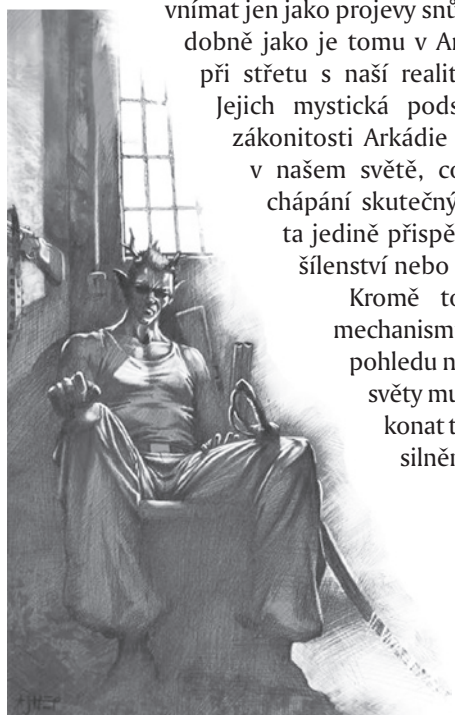 vnímat jen jako projevy snů
dobně jako je tomu v Ar
při střetu s naší realit
Jejich mystická pods
zákonitosti Arkádie
v našem světě, co
chápání skutečný
ta jedině přispě
šílenství nebo
Kromě to
mechanism
pohledu n
světy mu
konat t
silněn